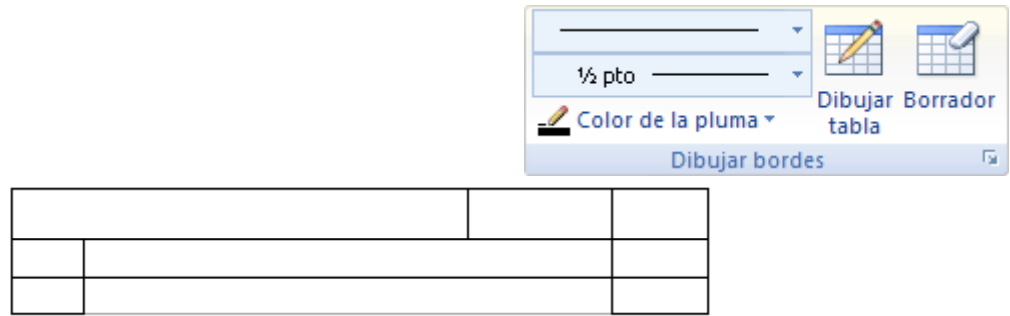 ½ pto
Color de la pluma
Dibujar tabla
Borrador
Dibujar bordes